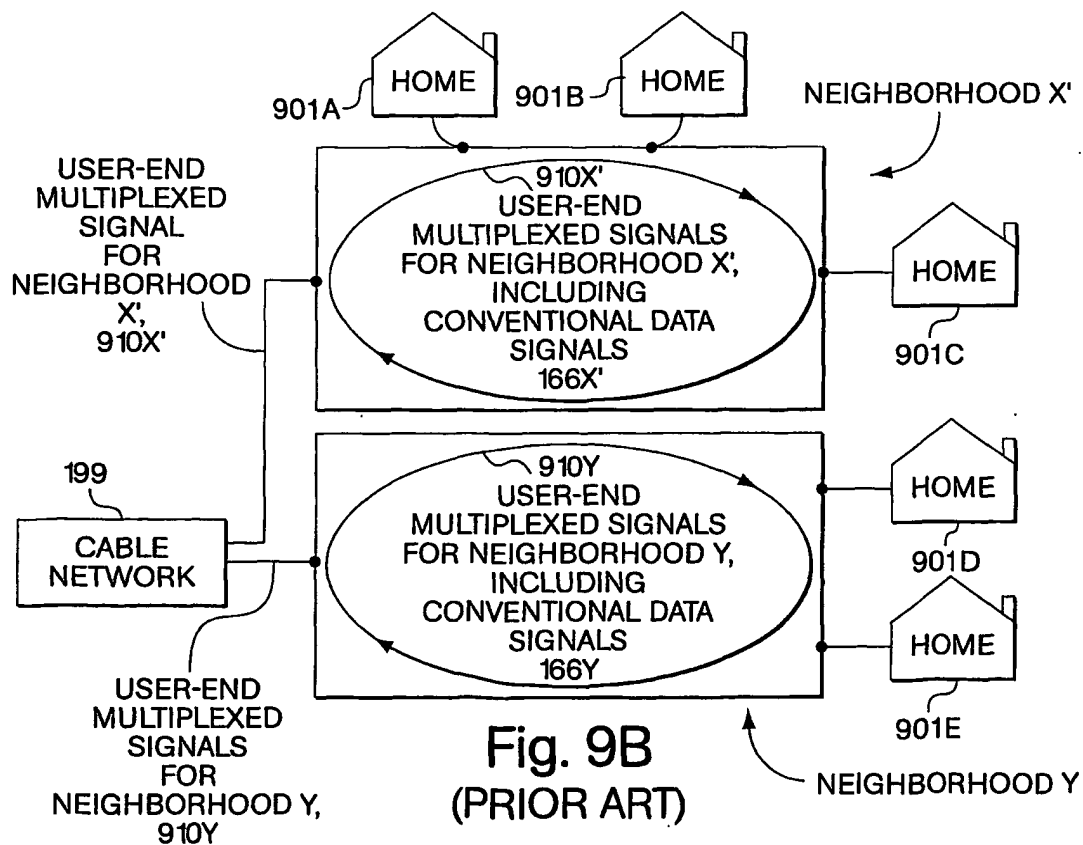 HOME
901A
HOME
901B
NEIGHBORHOOD X'
USER-END
MULTIPLEXED
SIGNAL
FOR
NEIGHBORHOOD
X',
910X'
910X'
USER-END
MULTIPLEXED SIGNALS
FOR NEIGHBORHOOD X',
INCLUDING
CONVENTIONAL DATA
SIGNALS
166X'
HOME
901C
199
CABLE
NETWORK
910Y
USER-END
MULTIPLEXED SIGNALS
FOR NEIGHBORHOOD Y,
INCLUDING
CONVENTIONAL DATA
SIGNALS
166Y
HOME
901D
HOME
901E
USER-END
MULTIPLEXED
SIGNALS
FOR
NEIGHBORHOOD Y,
910Y
Fig. 9B
(PRIOR ART)
NEIGHBORHOOD Y